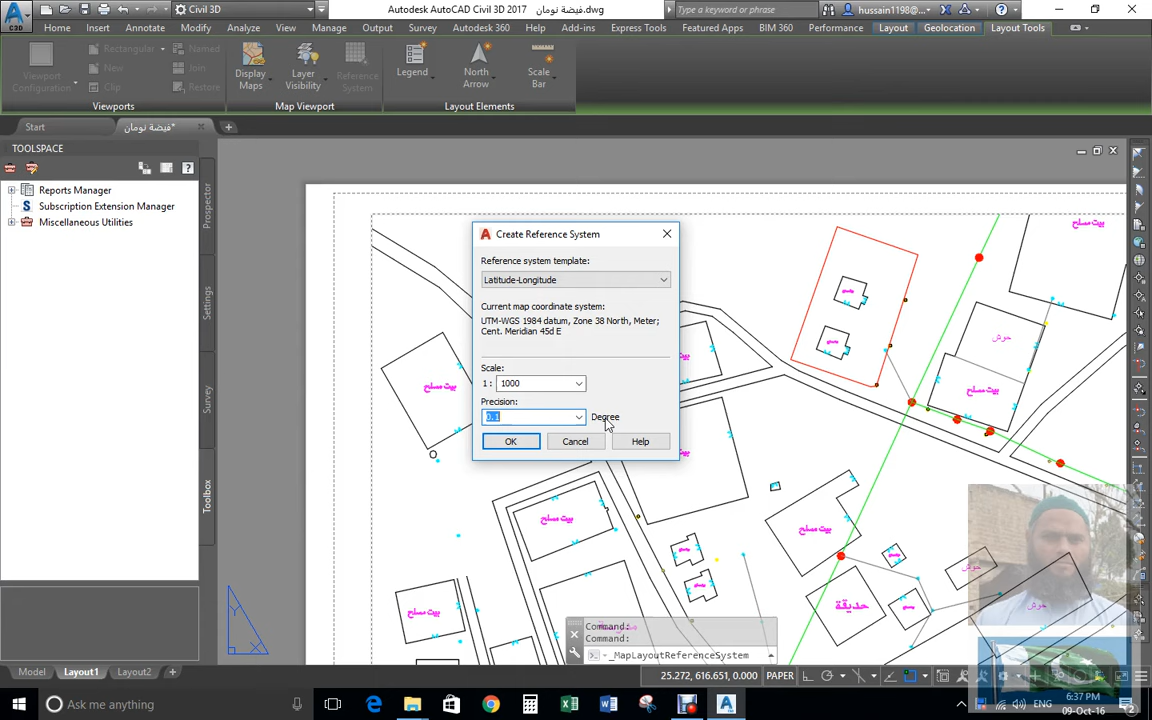 Civil 3D
Autodesk AutoCAD Civil 3D 2017 فيضة نومان.dwg
Type a keyword or phrase
hussain1198@...
C3D
Home Insert Annotate Modify Analyze View Manage Output Survey Autodesk 360 Help Add-ins Express Tools Featured Apps BIM 360 Performance Layout Geolocation Layout Tools
Viewport Configuration
Rectangular
New
Clip
Named
Join
Restore
Display Maps
Layer Visibility
Reference System
Legend
North Arrow
Scale Bar
Viewports
Map Viewport
Layout Elements
Start
فيضة نومان*
TOOLSPACE
Reports Manager
Subscription Extension Manager
Miscellaneous Utilities
Prospector
Settings
Survey
Toolbox
Create Reference System
Reference system template:
Latitude-Longitude
Current map coordinate system:
UTM-WGS 1984 datum, Zone 38 North, Meter;
Cent. Meridian 45d E
Scale:
1 : 1000
Precision:
0.1 Degree
OK Cancel Help
بيت مسلح
حوش
بيت مسلح
بيت مسلح
بيت مسلح
بيت مسلح
بيت مسلح
حديقة
حوش
حوش
Command:
Command:
_MapLayoutReferenceSystem
Y
X
Model Layout1 Layout2
25.272, 616.651, 0.000 PAPER
Ask me anything
ENG
6:37 PM
09-Oct-16
2